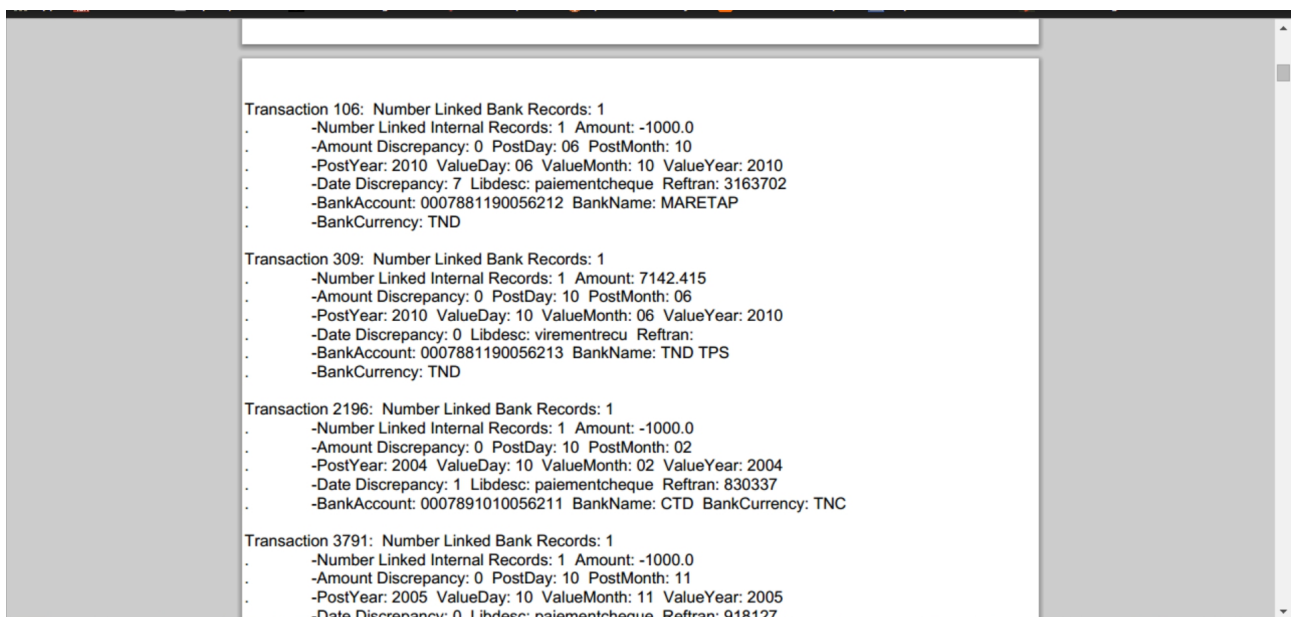 Transaction 106:  Number Linked Bank Records: 1
.	-Number Linked Internal Records: 1  Amount: -1000.0
.	-Amount Discrepancy: 0  PostDay: 06  PostMonth: 10
.	-PostYear: 2010  ValueDay: 06  ValueMonth: 10  ValueYear: 2010
.	-Date Discrepancy: 7  Libdesc: paiementcheque  Reftran: 3163702
.	-BankAccount: 0007881190056212  BankName: MARETAP
.	-BankCurrency: TND
Transaction 309:  Number Linked Bank Records: 1
.	-Number Linked Internal Records: 1  Amount: 7142.415
.	-Amount Discrepancy: 0  PostDay: 10  PostMonth: 06
.	-PostYear: 2010  ValueDay: 10  ValueMonth: 06  ValueYear: 2010
.	-Date Discrepancy: 0  Libdesc: virementrecu  Reftran:
.	-BankAccount: 0007881190056213  BankName: TND TPS
.	-BankCurrency: TND
Transaction 2196:  Number Linked Bank Records: 1
.	-Number Linked Internal Records: 1  Amount: -1000.0
.	-Amount Discrepancy: 0  PostDay: 10  PostMonth: 02
.	-PostYear: 2004  ValueDay: 10  ValueMonth: 02  ValueYear: 2004
.	-Date Discrepancy: 1  Libdesc: paiementcheque  Reftran: 830337
.	-BankAccount: 0007891010056211  BankName: CTD  BankCurrency: TNC
Transaction 3791:  Number Linked Bank Records: 1
.	-Number Linked Internal Records: 1  Amount: -1000.0
.	-Amount Discrepancy: 0  PostDay: 10  PostMonth: 11
.	-PostYear: 2005  ValueDay: 10  ValueMonth: 11  ValueYear: 2005
-Date Discrepancy: 0  Libdesc: paiementcheque  Reftran: 918127